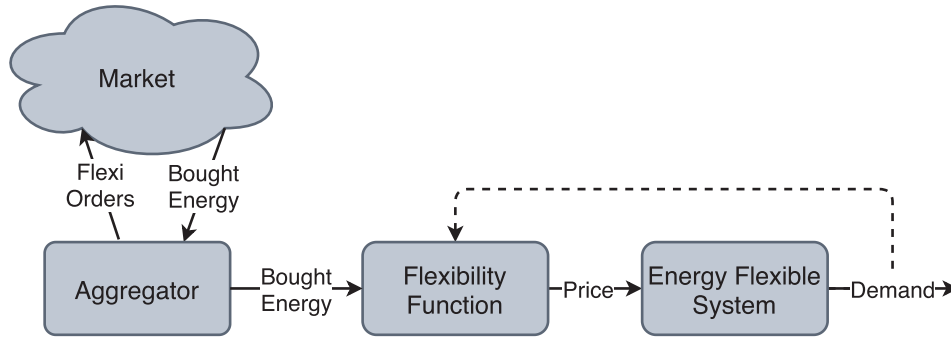 Market
Flexi
Orders
Bought
Energy
Aggregator
Bought
Energy
Flexibility
Function
Price
Energy Flexible
System
Demand